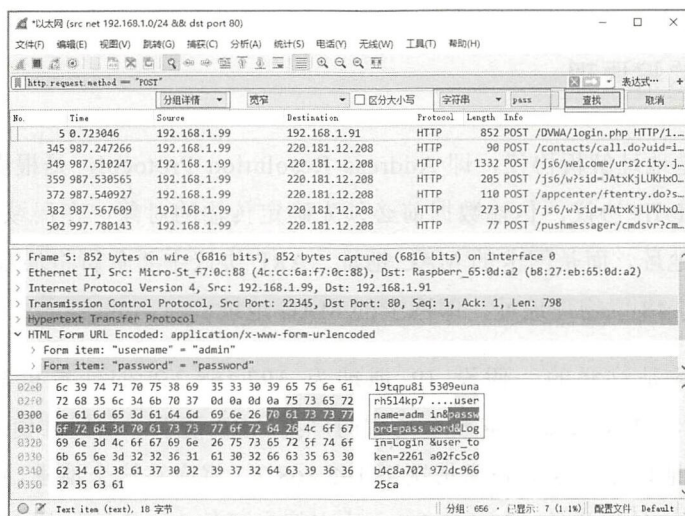 *以太网 (src net 192.168.1.0/24 && dst port 80)
文件(F) 编辑(E) 视图(V) 跳转(G) 捕获(C) 分析(A) 统计(S) 电话(Y) 无线(W) 工具(T) 帮助(H)
http.request.method == "POST" 表达式… +
分组详情 宽窄 区分大小写 字符串 pass 查找 取消
No. Time Source Destination Protocol Length Info
5 0.723046 192.168.1.99 192.168.1.91 HTTP 852 POST /DVWA/login.php HTTP/1.…
345 987.247266 192.168.1.99 220.181.12.208 HTTP 90 POST /contacts/call.do?uid=i…
349 987.510247 192.168.1.99 220.181.12.208 HTTP 1332 POST /js6/welcome/urs2city.j…
359 987.539505 192.168.1.99 220.181.12.208 HTTP 205 POST /js6/w?sid=JAtxKjLUKHxO…
372 987.540927 192.168.1.99 220.181.12.208 HTTP 110 POST /appcenter/ftentry.do?s…
382 987.567609 192.168.1.99 220.181.12.208 HTTP 273 POST /js6/w?sid=JAtxKjLUKHxO…
502 997.780143 192.168.1.99 220.181.12.208 HTTP 77 POST /pushmessager/cmdsvr?cm…
Frame 5: 852 bytes on wire (6816 bits), 852 bytes captured (6816 bits) on interface 0
Ethernet II, Src: Micro-St_f7:0c:88 (4c:cc:6a:f7:0c:88), Dst: Raspberr_65:0d:a2 (b8:27:eb:65:0d:a2)
Internet Protocol Version 4, Src: 192.168.1.99, Dst: 192.168.1.91
Transmission Control Protocol, Src Port: 22345, Dst Port: 80, Seq: 1, Ack: 1, Len: 798
Hypertext Transfer Protocol
HTML Form URL Encoded: application/x-www-form-urlencoded
Form item: "username" = "admin"
Form item: "password" = "password"
02e0 6c 39 74 71 70 75 38 69 35 33 30 39 65 75 6e 61 l9tqpu8i 5309euna
02f0 72 68 35 6c 34 6b 70 37 0d 0a 0d 0a 75 73 65 72 rh5l4kp7 ....user
0300 6e 61 6d 65 3d 61 64 6d 69 6e 26 70 61 73 73 77 name=adm in&passw
0310 6f 72 64 3d 70 61 73 73 77 6f 72 64 26 4c 6f 67 ord=pass word&Log
0320 69 6e 3d 4c 6f 67 69 6e 26 75 73 65 72 5f 74 6f in=Login &user_to
0330 6b 65 6e 3d 32 32 36 31 61 30 32 66 63 35 63 30 ken=2261 a02fc5c0
0340 62 34 63 38 61 37 30 32 39 37 32 64 63 39 36 36 b4c8a702 972dc966
0350 32 35 63 61 25ca
Text item (text), 18 字节 分组: 656 · 已显示: 7 (1.1%) 配置文件: Default